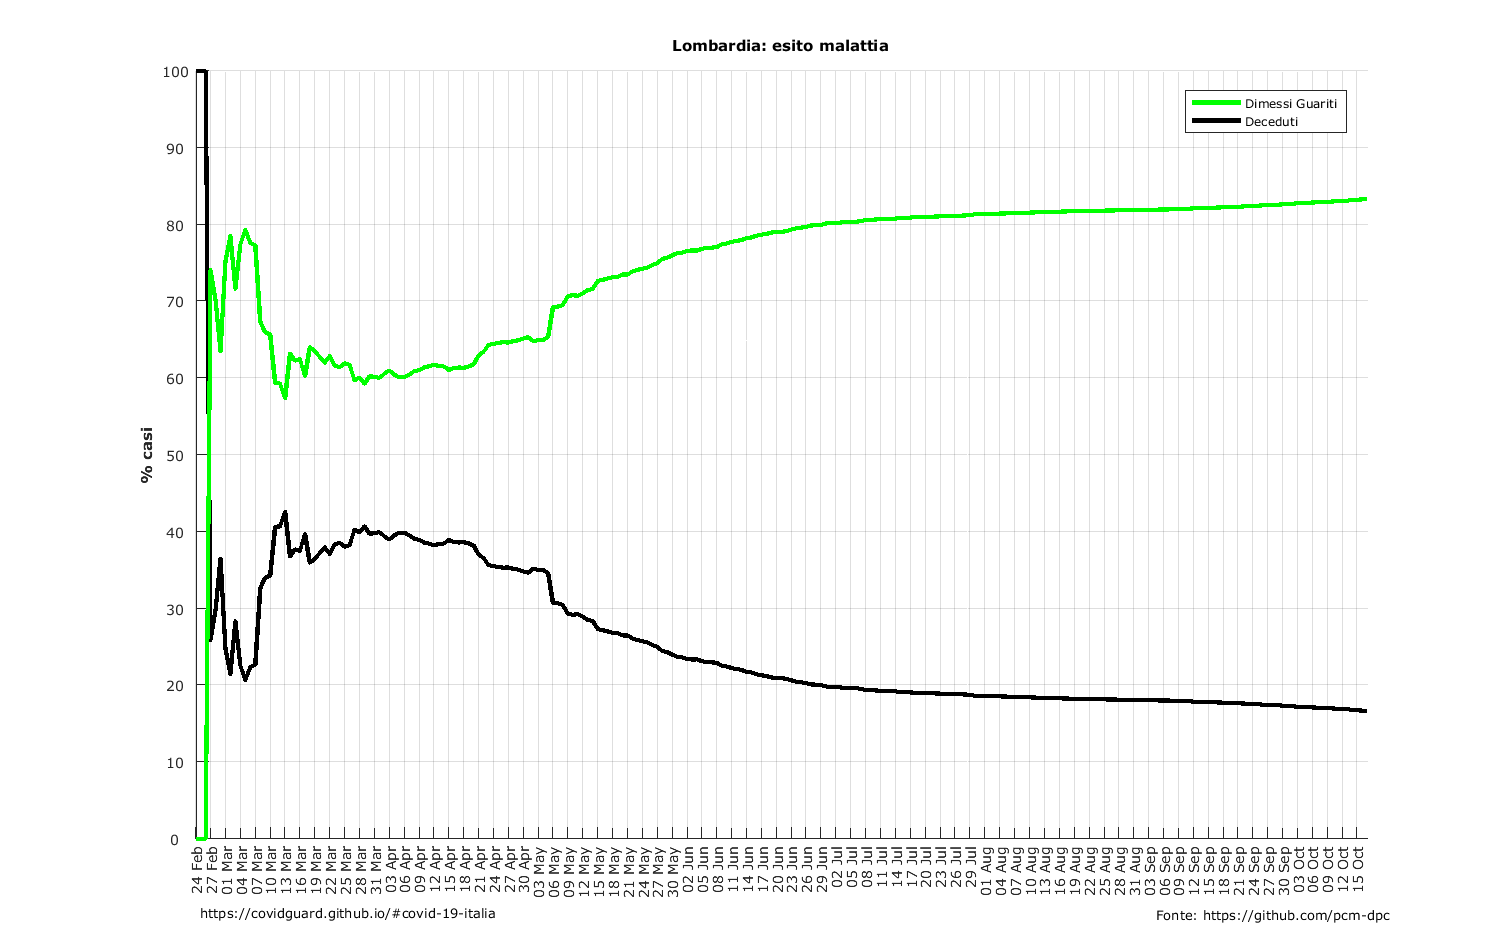 Lombardia: esito malattia
100
90
80
70
60
50
40
30
20
10
0
% casi
Dimessi Guariti
Deceduti
24 Feb
27 Feb
01 Mar
04 Mar
07 Mar
10 Mar
13 Mar
16 Mar
19 Mar
22 Mar
25 Mar
28 Mar
31 Mar
03 Apr
06 Apr
09 Apr
12 Apr
15 Apr
18 Apr
21 Apr
24 Apr
27 Apr
30 Apr
03 May
06 May
09 May
12 May
15 May
18 May
21 May
24 May
27 May
30 May
02 Jun
05 Jun
08 Jun
11 Jun
14 Jun
17 Jun
20 Jun
23 Jun
26 Jun
29 Jun
02 Jul
05 Jul
08 Jul
11 Jul
14 Jul
17 Jul
20 Jul
23 Jul
26 Jul
29 Jul
01 Aug
04 Aug
07 Aug
10 Aug
13 Aug
16 Aug
19 Aug
22 Aug
25 Aug
28 Aug
31 Aug
03 Sep
06 Sep
09 Sep
12 Sep
15 Sep
18 Sep
21 Sep
24 Sep
27 Sep
30 Sep
03 Oct
06 Oct
09 Oct
12 Oct
15 Oct
https://covidguard.github.io/#covid-19-italia
Fonte: https://github.com/pcm-dpc